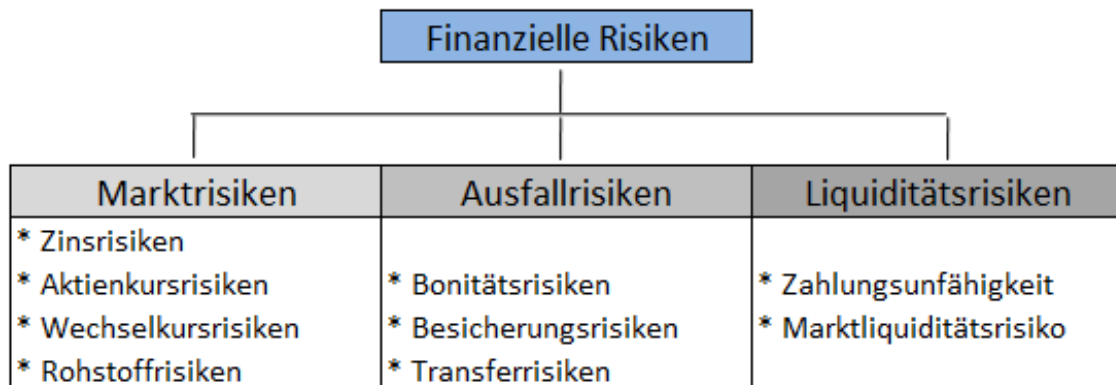 Finanzielle Risiken
Marktrisiken
* Zinsrisiken
* Aktienkursrisiken
* Wechselkursrisiken
* Rohstoffrisiken
Ausfallrisiken
* Bonitätsrisiken
* Besicherungsrisiken
* Transferrisiken
Liquiditätsrisiken
* Zahlungsunfähigkeit
* Marktliquiditätsrisiko